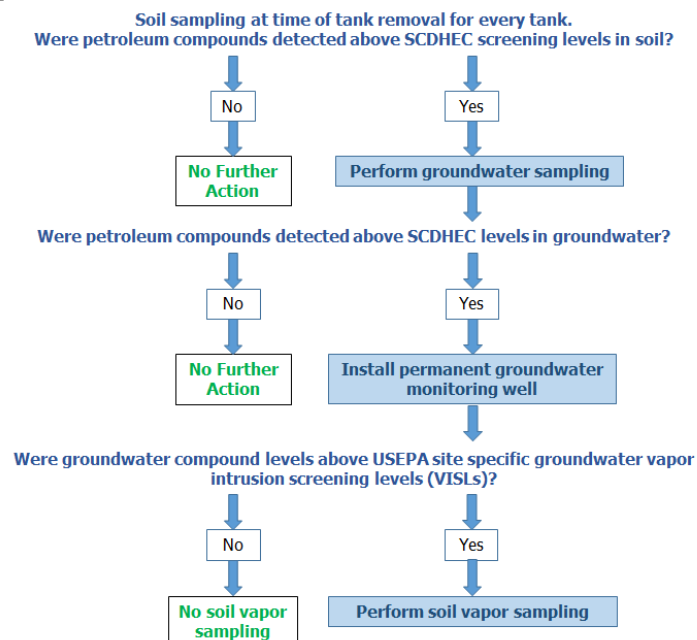 Soil sampling at time of tank removal for every tank.
Were petroleum compounds detected above SCDHEC screening levels in soil?
No
Yes
No Further
Action
Perform groundwater sampling
Were petroleum compounds detected above SCDHEC levels in groundwater?
No
Yes
No Further
Action
Install permanent groundwater
monitoring well
Were groundwater compound levels above USEPA site specific groundwater vapor
intrusion screening levels (VISLs)?
No
Yes
No soil vapor
sampling
Perform soil vapor sampling